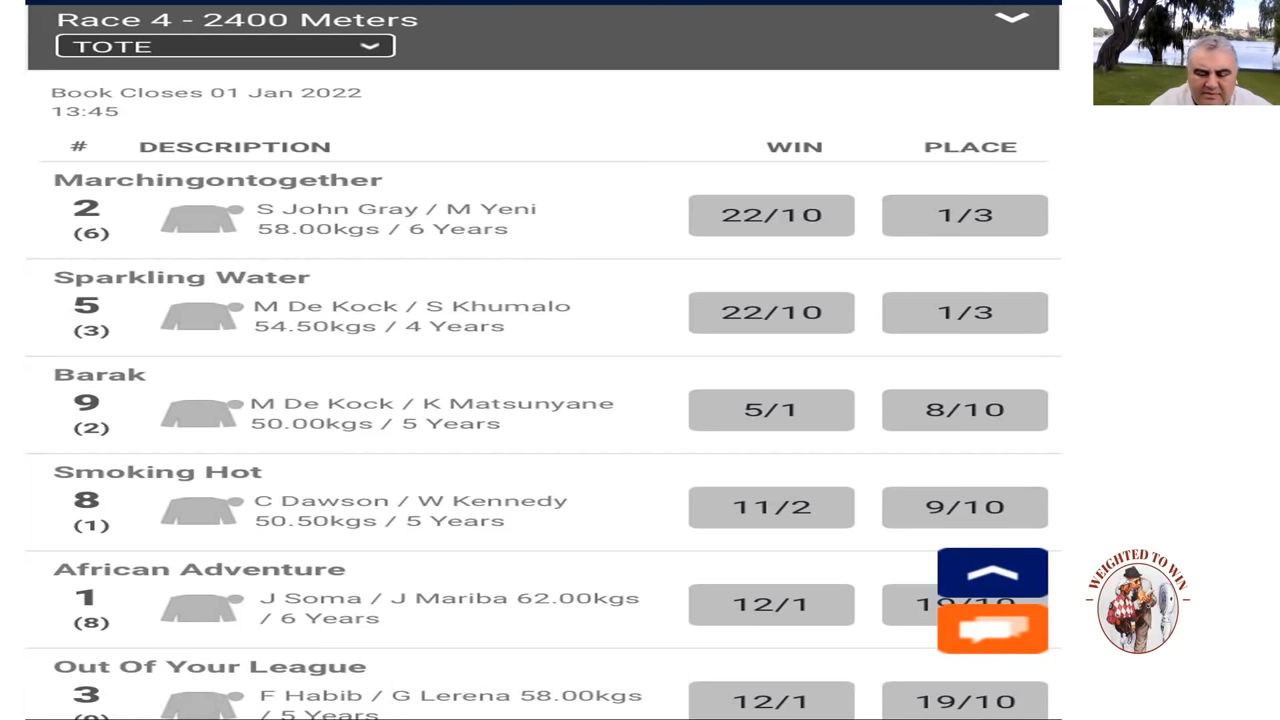 Race 4 - 2400 Meters
TOTE
Book Closes 01 Jan 2022
13:45
# DESCRIPTION WIN PLACE
Marchingontogether
2 S John Gray / M Yeni 22/10 1/3
(6) 58.00kgs / 6 Years
Sparkling Water
5 M De Kock / S Khumalo 22/10 1/3
(3) 54.50kgs / 4 Years
Barak
9 M De Kock / K Matsunyane 5/1 8/10
(2) 50.00kgs / 5 Years
Smoking Hot
8 C Dawson / W Kennedy 11/2 9/10
(1) 50.50kgs / 5 Years
African Adventure
1 J Soma / J Mariba 62.00kgs 12/1 19/10
(8) / 6 Years
Out Of Your League
3 F Habib / G Lerena 58.00kgs 12/1 19/10
/ 5 Years
WEIGHTED TO WIN